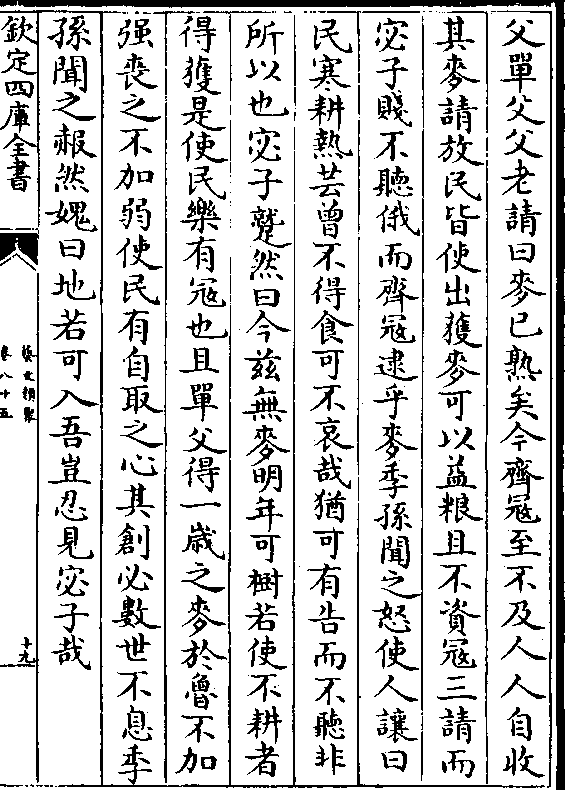 父單父父老請曰麥已熟矣今齊冦至不及人人自收
其麥請放民皆使出獲麥可以益粮且不資冦三請而
宓子賤不聽俄而齊冦逮乎麥季孫聞之怒使人讓曰
民寒耕熱芸曾不得食可不哀哉猶可有告而不聽非
所以也宓子蹵然曰今兹無麥明年可樹若使不耕者
得獲是使民樂有冦也且單父得一歳之麥於魯不加
强喪之不加弱使民有自取之心其創必數世不息季
孫聞之赧然媿曰地若可入吾豈忍見宓子哉
欽定四庫全書
藝文類聚
卷八十五
十九